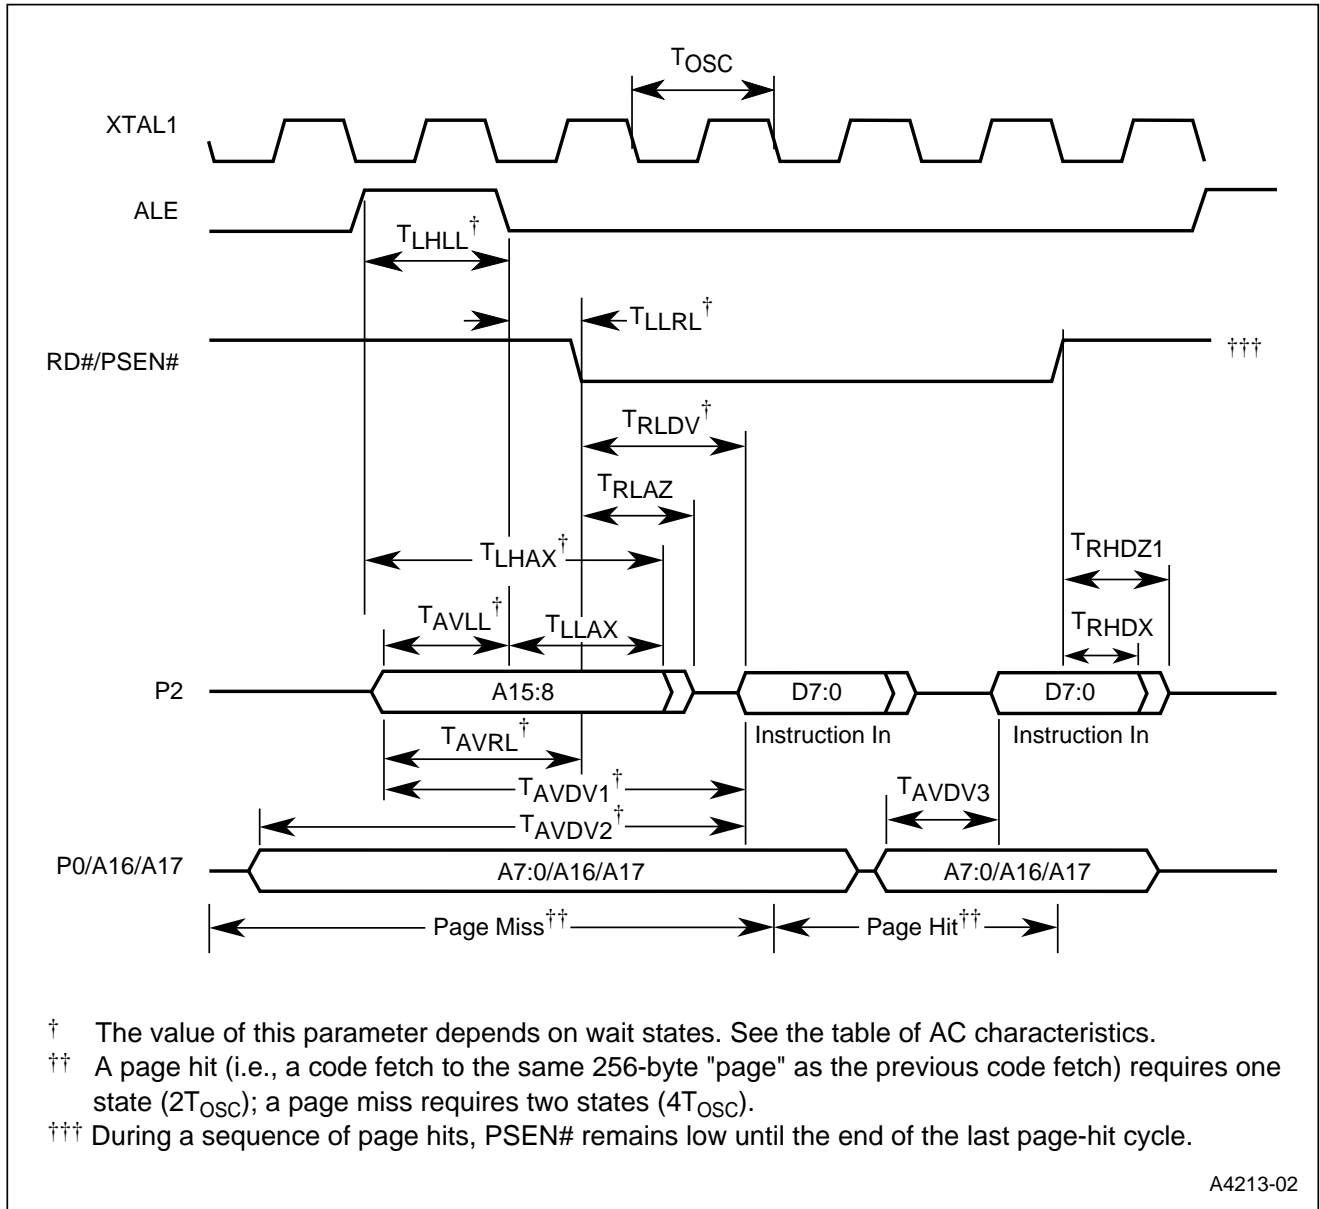 TOSC
XTAL1
ALE
TLHLL†
TLLRL†
RD#/PSEN#
†††
TRLDV†
TRLAZ
TLHAX†
TRHDZ1
TAVLL†
TLLAX
TRHDX
P2
A15:8
D7:0
D7:0
Instruction In
Instruction In
TAVRL†
TAVDV1†
TAVDV3
TAVDV2†
P0/A16/A17
A7:0/A16/A17
A7:0/A16/A17
Page Miss††
Page Hit††
† The value of this parameter depends on wait states. See the table of AC characteristics.
†† A page hit (i.e., a code fetch to the same 256-byte "page" as the previous code fetch) requires one
state (2TOSC); a page miss requires two states (4TOSC).
††† During a sequence of page hits, PSEN# remains low until the end of the last page-hit cycle.
A4213-02